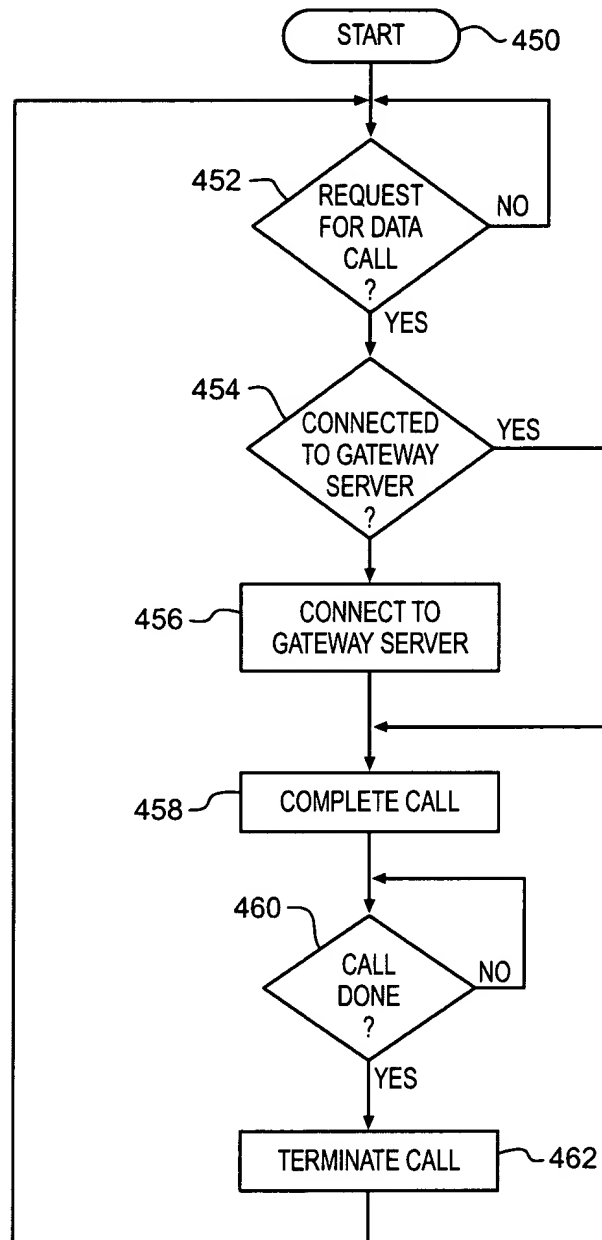 START
450
452
REQUEST
FOR DATA
CALL
?
NO
YES
454
CONNECTED
TO GATEWAY
SERVER
?
YES
456
CONNECT TO
GATEWAY SERVER
458
COMPLETE CALL
460
CALL
DONE
?
NO
YES
TERMINATE CALL
462